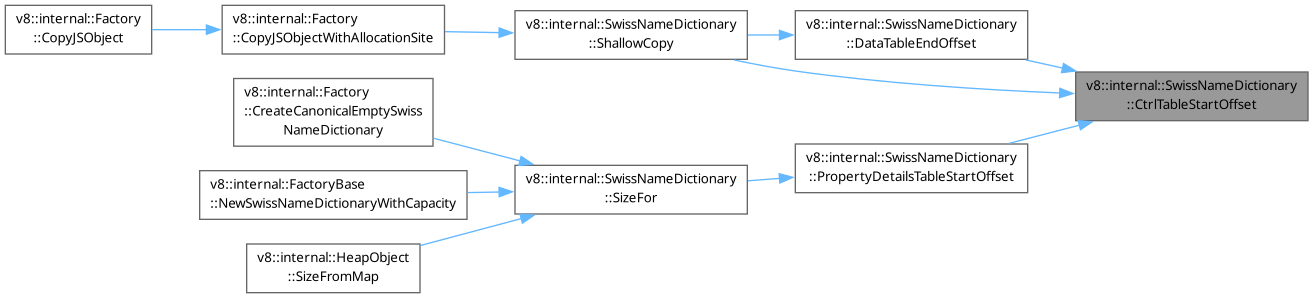 v8::internal::Factory
::CopyJSObject
v8::internal::Factory
::CopyJSObjectWithAllocationSite
v8::internal::SwissNameDictionary
::ShallowCopy
v8::internal::SwissNameDictionary
::DataTableEndOffset
v8::internal::SwissNameDictionary
::CtrlTableStartOffset
v8::internal::Factory
::CreateCanonicalEmptySwiss
NameDictionary
v8::internal::FactoryBase
::NewSwissNameDictionaryWithCapacity
v8::internal::HeapObject
::SizeFromMap
v8::internal::SwissNameDictionary
::SizeFor
v8::internal::SwissNameDictionary
::PropertyDetailsTableStartOffset